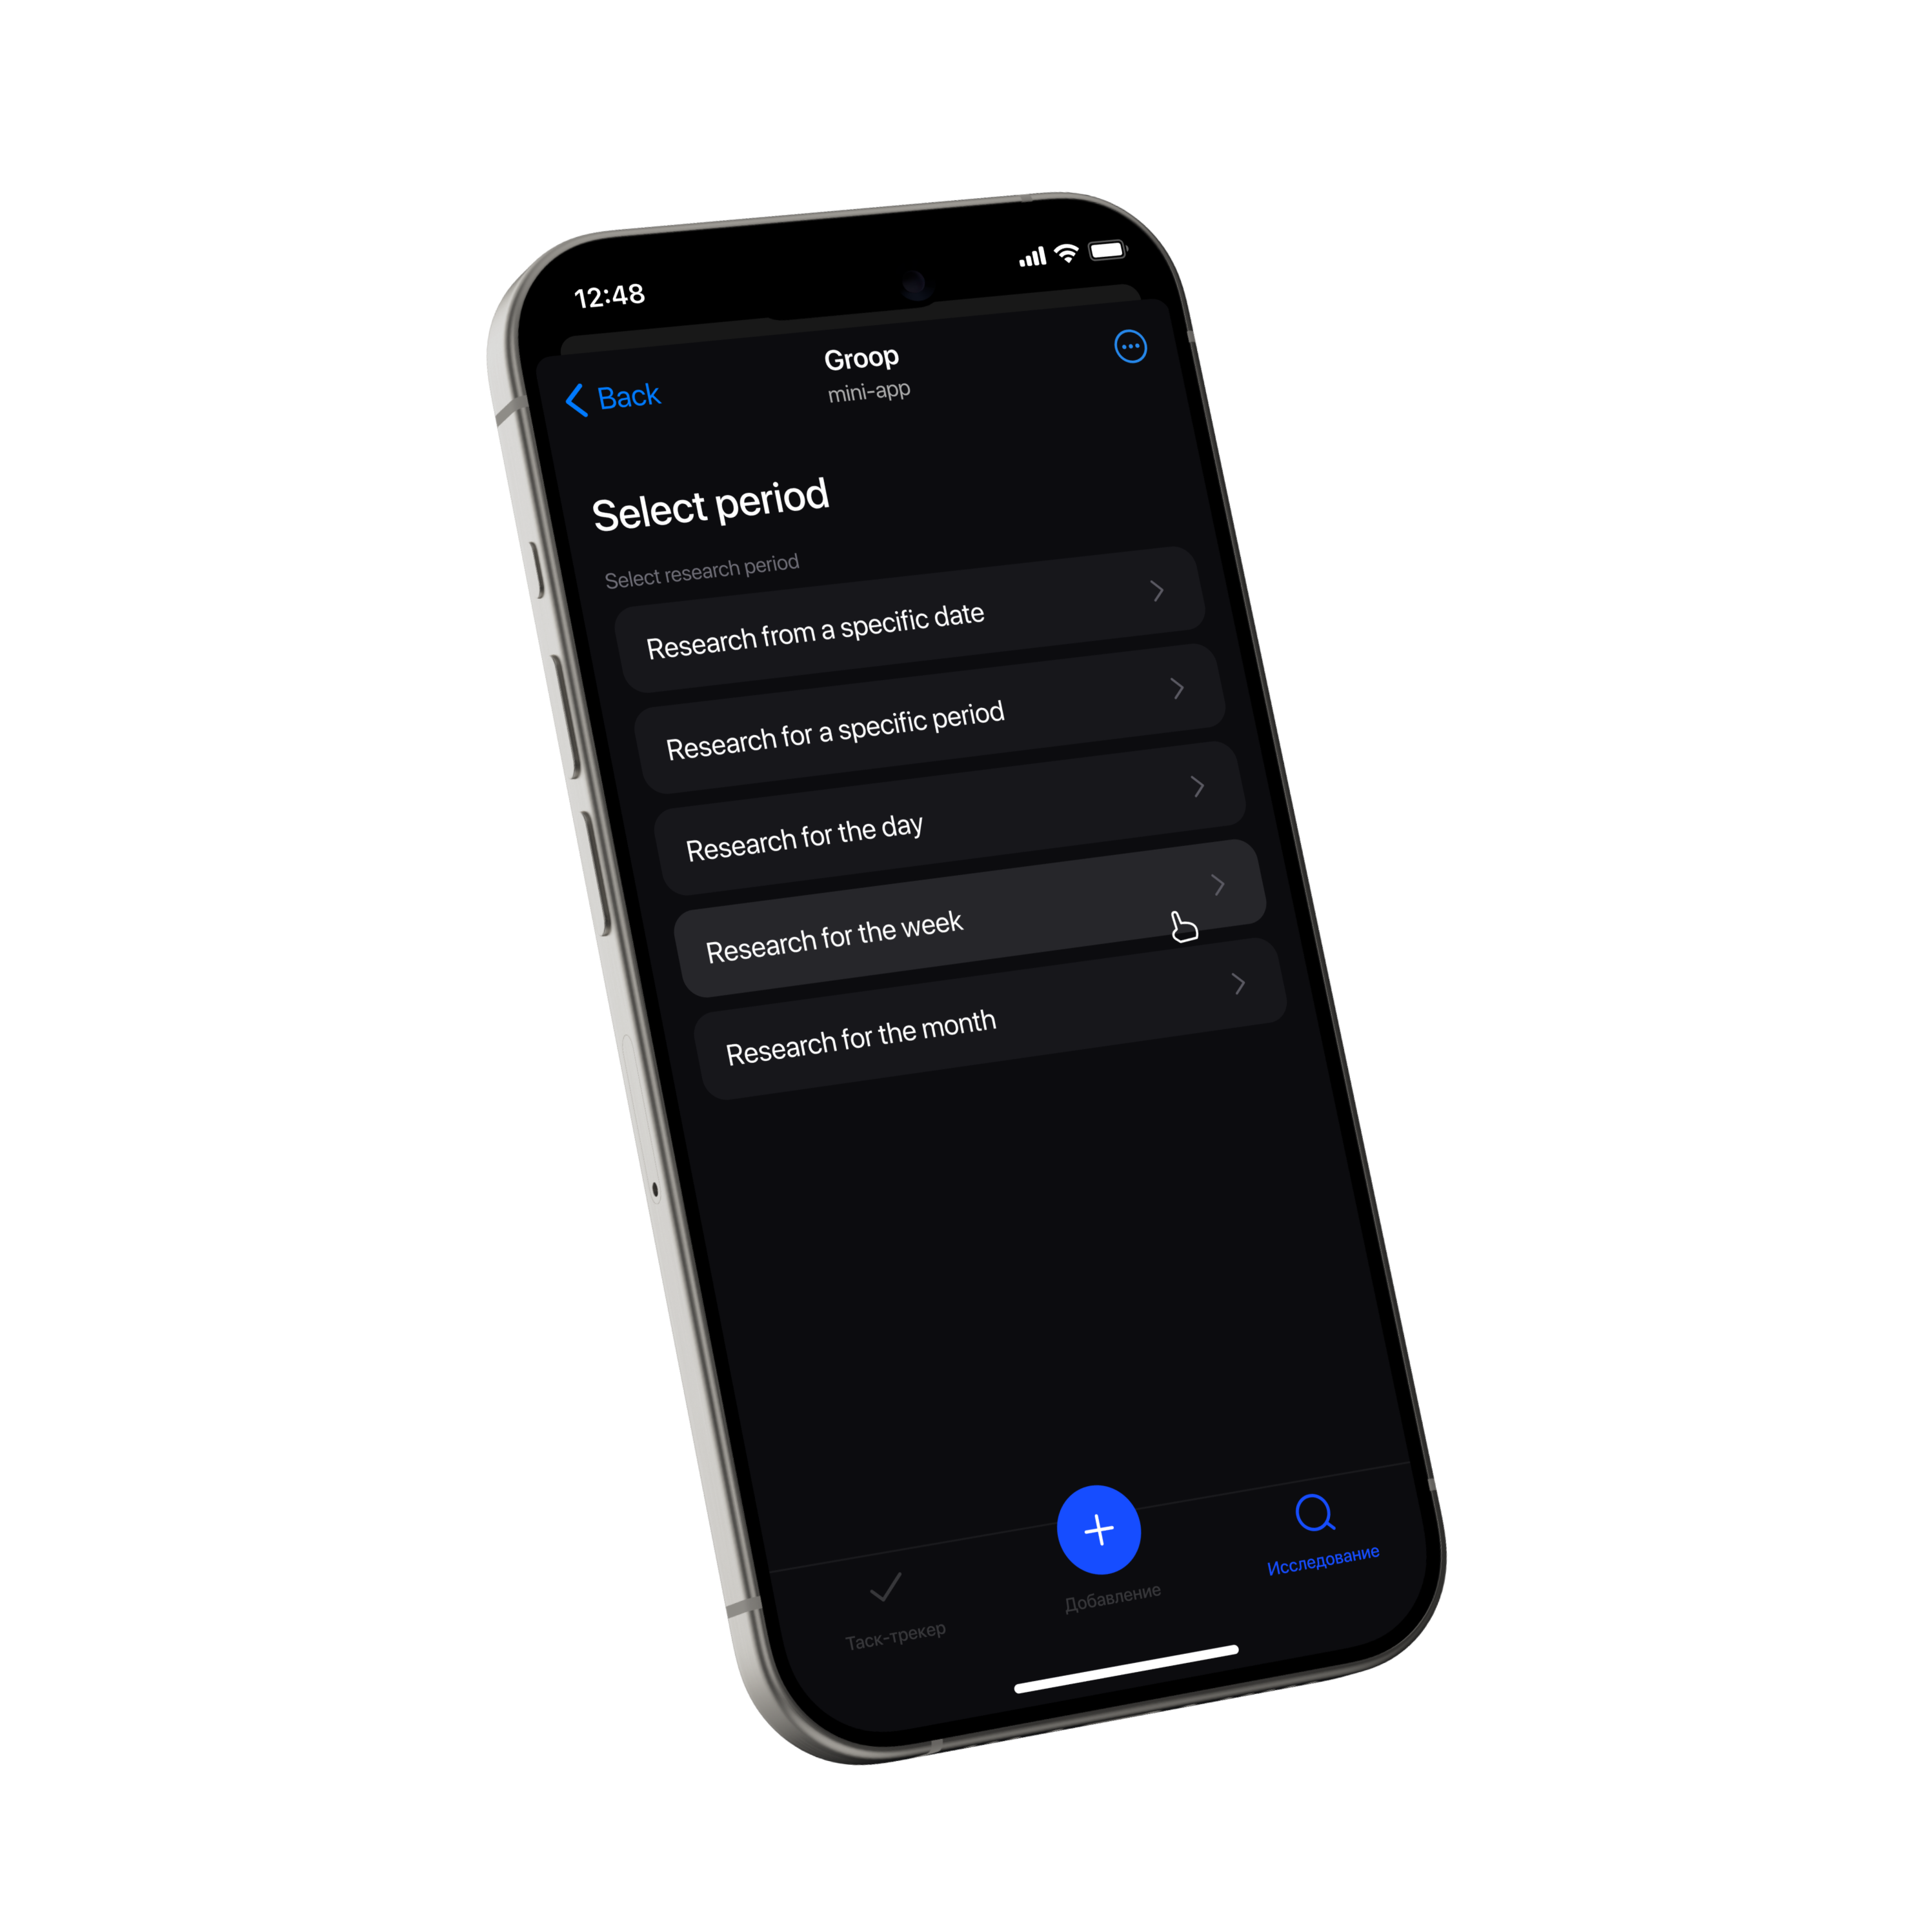 12:48
Back
Groop
mini-app
Select period
Select research period
Research from a specific date
Research for a specific period
Research for the day
Research for the week
Research for the month
Таск-трекер
Добавление
Исследование